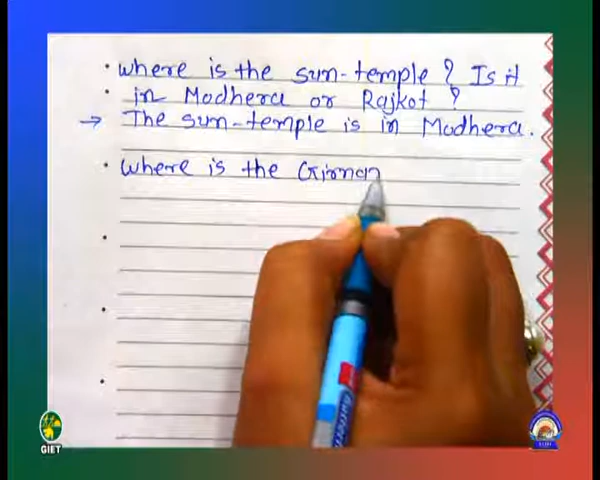 where is the sun-temple? Is it
in Modhera or Rajkot?
→ The sun-temple is in Modhera.
where is the Girnar
GIET